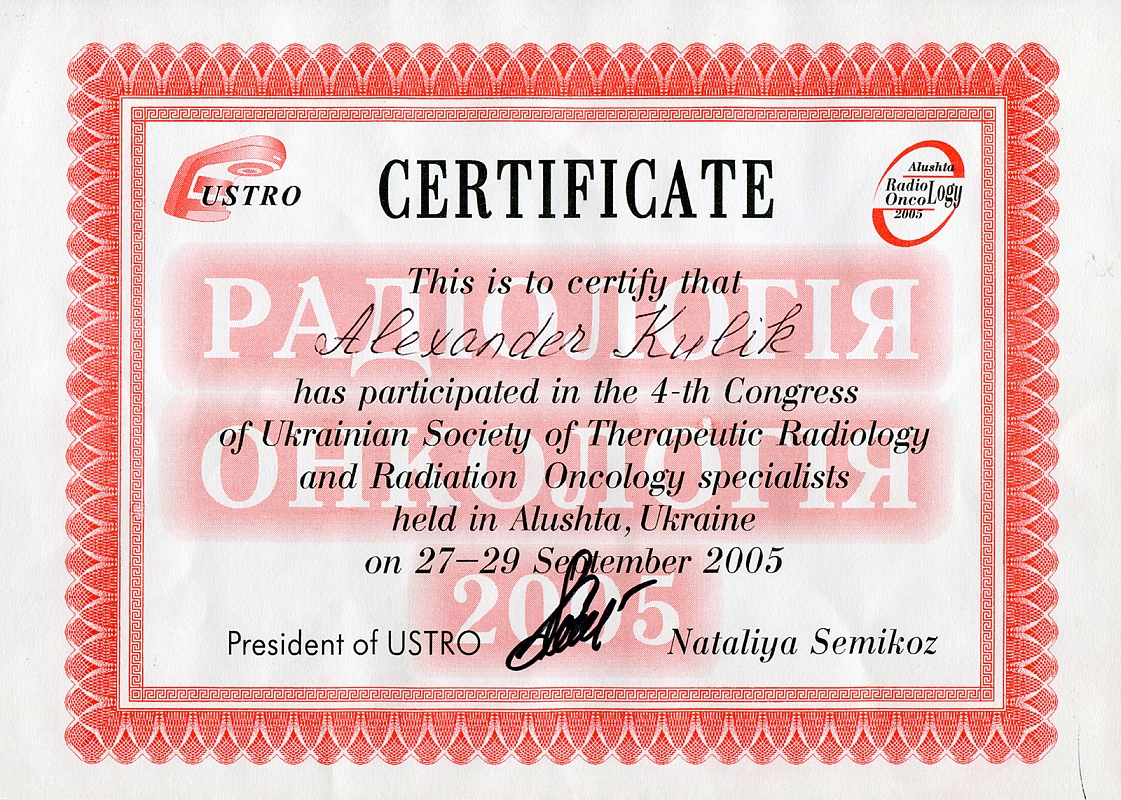 USTRO
CERTIFICATE
Alushta
Radio
OncoLogy
2005
РАДІОЛОГІЯ
ОНКОЛОГІЯ
2005
This is to certify that
Alexander Kulik
has participated in the 4-th Congress
of Ukrainian Society of Therapeutic Radiology
and Radiation Oncology specialists
held in Alushta, Ukraine
on 27–29 September 2005
President of USTRO
Nataliya Semikoz